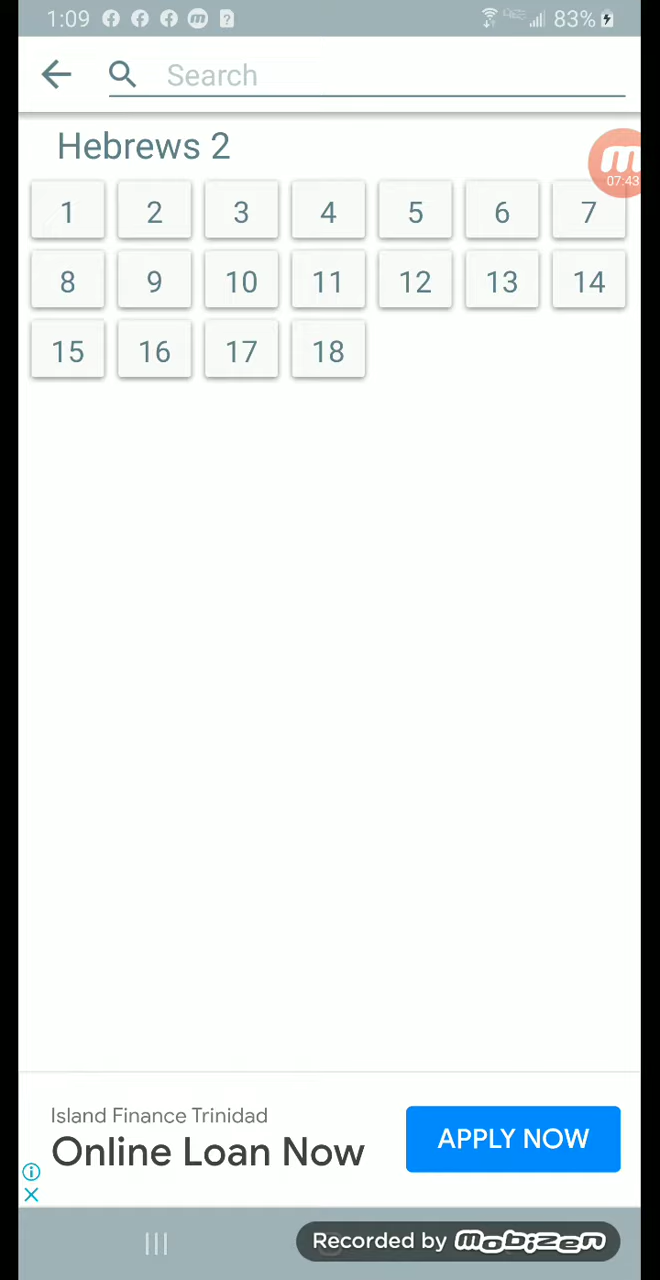 1:09 83%
Search
Hebrews 2
07:43
1 2 3 4 5 6 7
8 9 10 11 12 13 14
15 16 17 18
Island Finance Trinidad
Online Loan Now
APPLY NOW
Recorded by mobizen